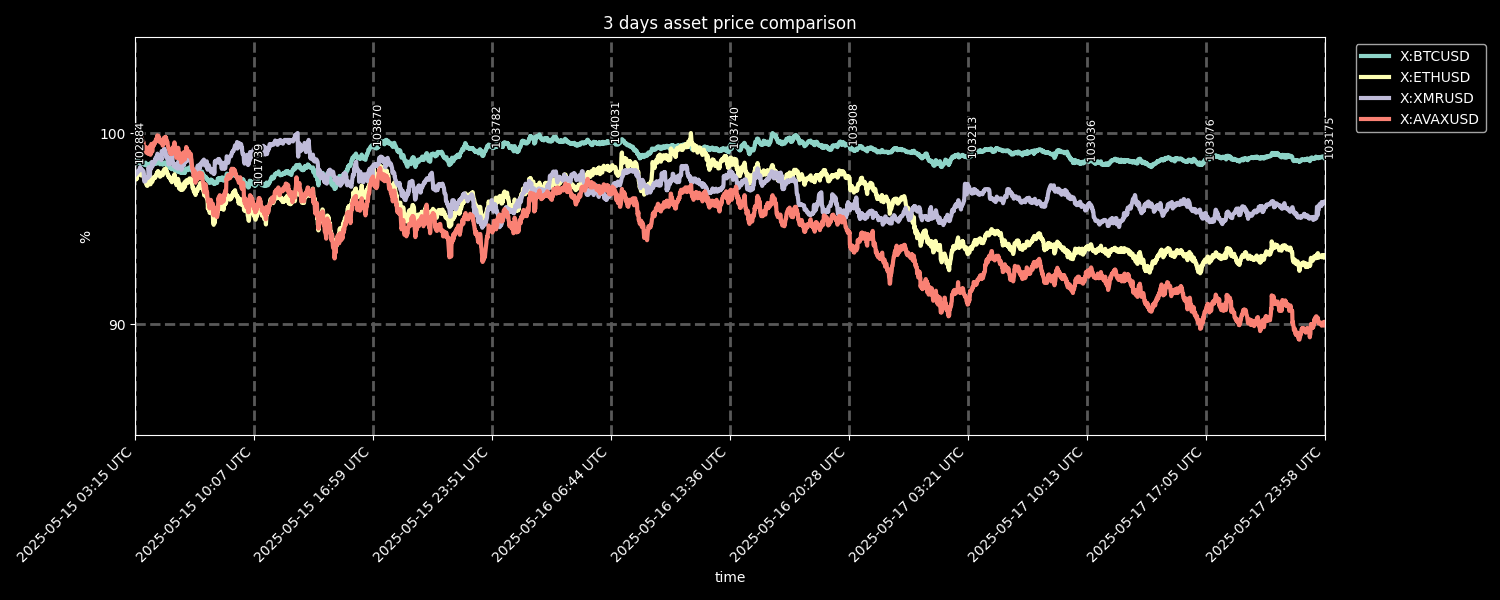 3 days asset price comparison
X:BTCUSD
X:ETHUSD
X:XMRUSD
X:AVAXUSD
100
90
%
102884
101739
103870
103782
104031
103740
103908
103213
103036
103076
103175
2025-05-15 03:15 UTC
2025-05-15 10:07 UTC
2025-05-15 16:59 UTC
2025-05-15 23:51 UTC
2025-05-16 06:44 UTC
2025-05-16 13:36 UTC
2025-05-16 20:28 UTC
2025-05-17 03:21 UTC
2025-05-17 10:13 UTC
2025-05-17 17:05 UTC
2025-05-17 23:58 UTC
time